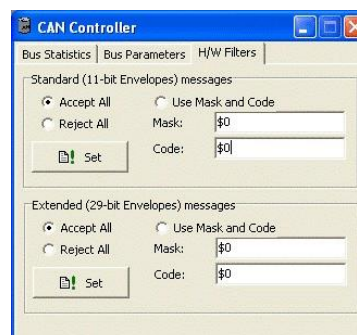 CAN Controller
Bus Statistics Bus Parameters H/W Filters
Standard (11-bit Envelopes) messages
Accept All Use Mask and Code
Reject All Mask: $0
Set Code: $0
Extended (29-bit Envelopes) messages
Accept All Use Mask and Code
Reject All Mask: $0
Set Code: $0